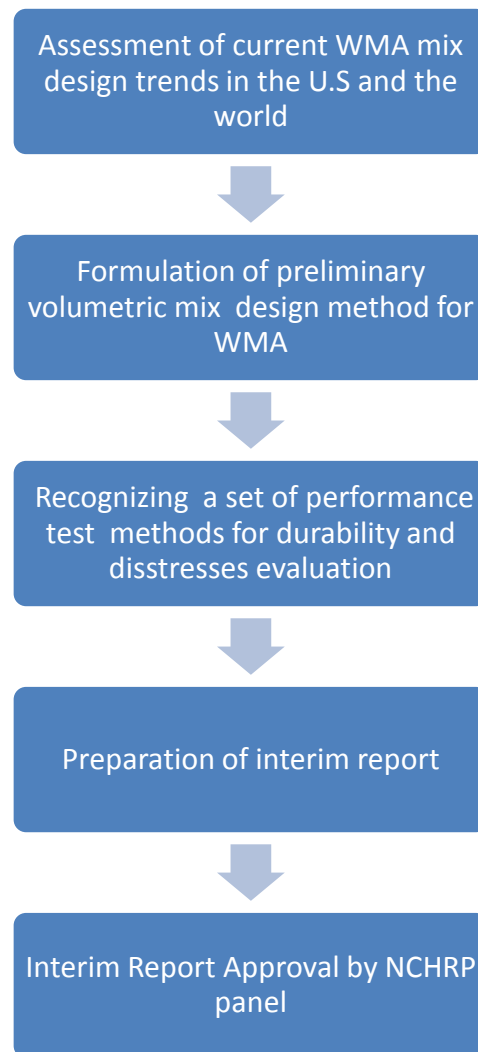 Assessment of current WMA mix
design trends in the U.S and the
world
Formulation of preliminary
volumetric mix design method for
WMA
Recognizing a set of performance
test methods for durability and
disstresses evaluation
Preparation of interim report
Interim Report Approval by NCHRP
panel